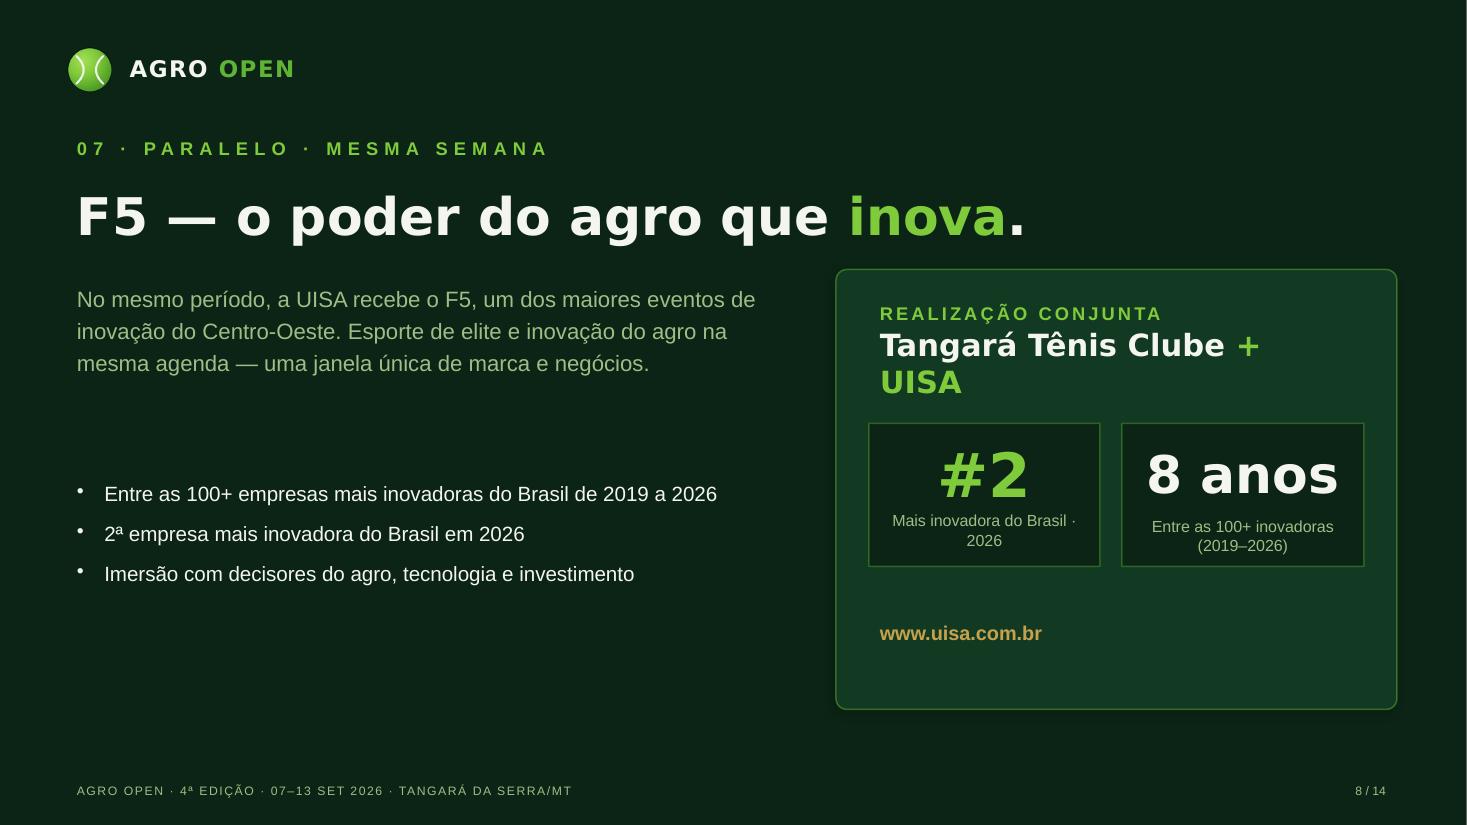 AGRO OPEN
07 · PARALELO · MESMA SEMANA
F5 — o poder do agro que inova.
No mesmo período, a UISA recebe o F5, um dos maiores eventos de
inovação do Centro-Oeste. Esporte de elite e inovação do agro na
mesma agenda — uma janela única de marca e negócios.
• Entre as 100+ empresas mais inovadoras do Brasil de 2019 a 2026
• 2ª empresa mais inovadora do Brasil em 2026
• Imersão com decisores do agro, tecnologia e investimento
REALIZAÇÃO CONJUNTA
Tangará Tênis Clube +
UISA
#2
Mais inovadora do Brasil ·
2026
8 anos
Entre as 100+ inovadoras
(2019–2026)
www.uisa.com.br
AGRO OPEN · 4ª EDIÇÃO · 07–13 SET 2026 · TANGARÁ DA SERRA/MT
8 / 14